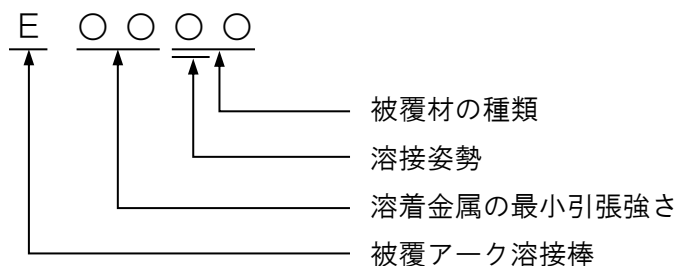 E ○○○○
被覆材の種類
溶接姿勢
溶着金属の最小引張強さ
被覆アーク溶接棒